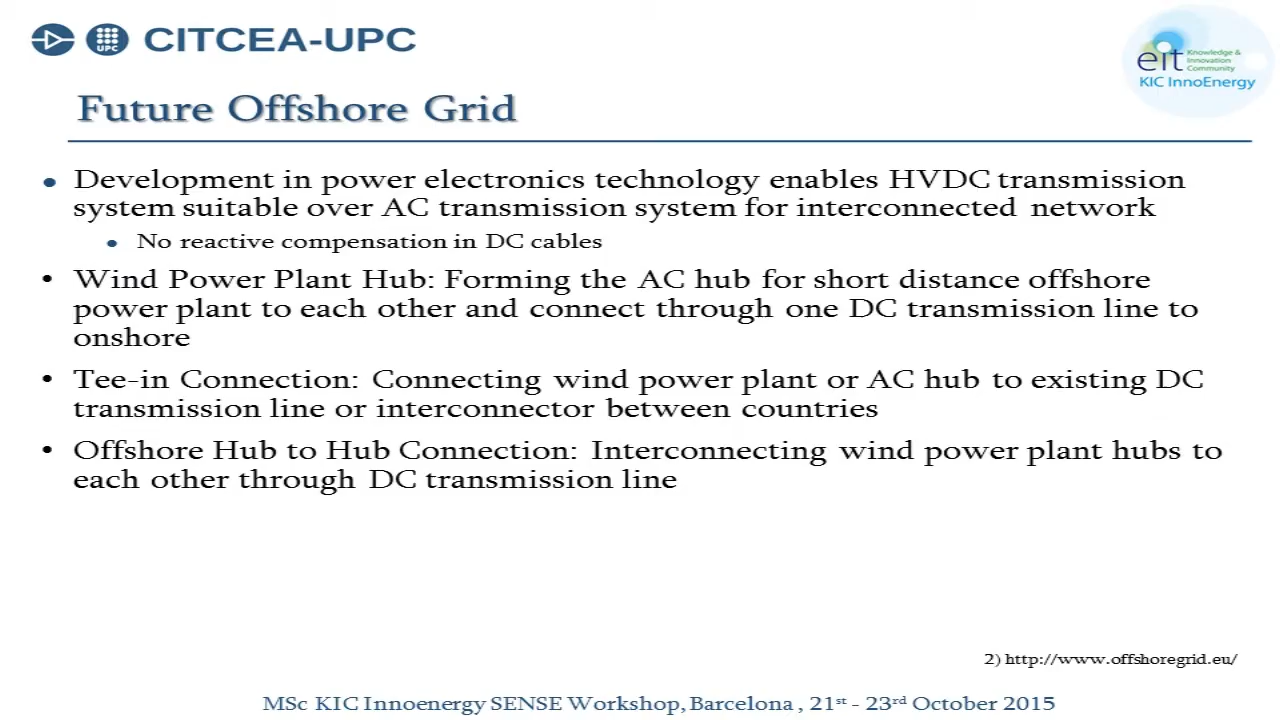 UPC
CITCEA-UPC
eit Knowledge &
Innovation
Community
KIC InnoEnergy
Future Offshore Grid
• Development in power electronics technology enables HVDC transmission
system suitable over AC transmission system for interconnected network
• No reactive compensation in DC cables
• Wind Power Plant Hub: Forming the AC hub for short distance offshore
power plant to each other and connect through one DC transmission line to
onshore
• Tee-in Connection: Connecting wind power plant or AC hub to existing DC
transmission line or interconnector between countries
• Offshore Hub to Hub Connection: Interconnecting wind power plant hubs to
each other through DC transmission line
2) http://www.offshoregrid.eu/
MSc KIC Innoenergy SENSE Workshop, Barcelona , 21st - 23rd October 2015